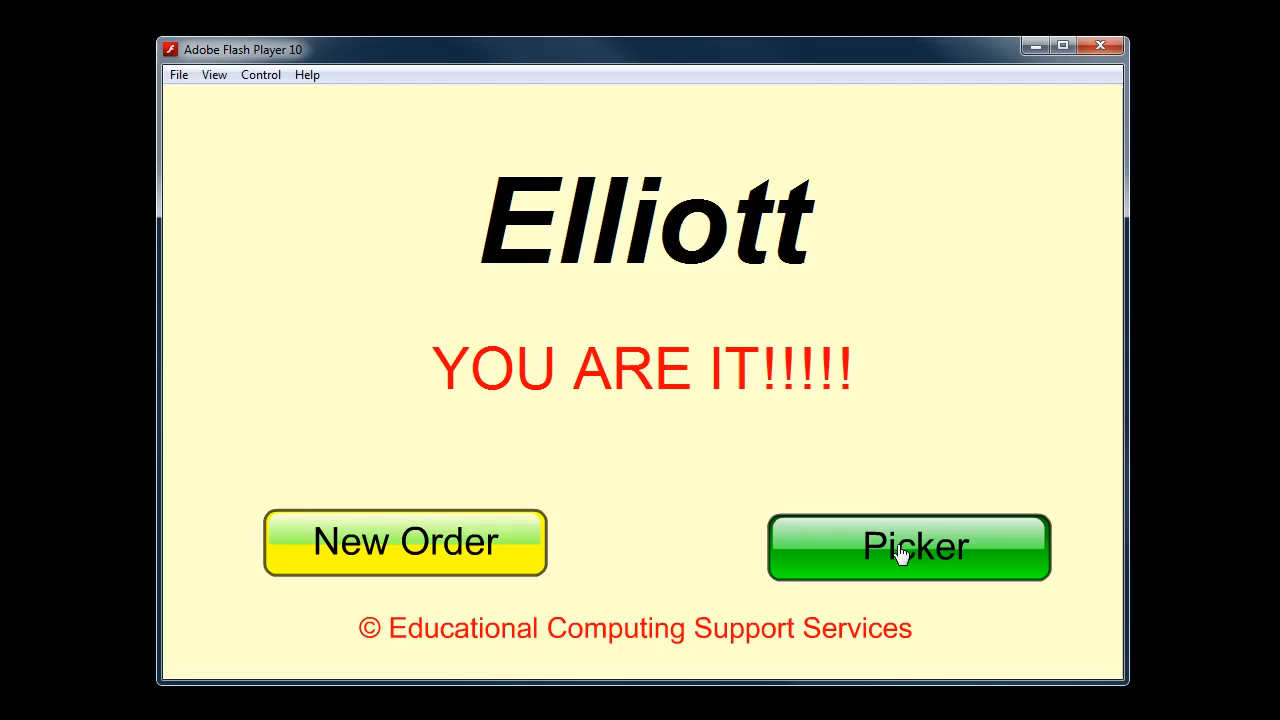 Adobe Flash Player 10
File View Control Help
Elliott
YOU ARE IT!!!!!
New Order
Picker
© Educational Computing Support Services